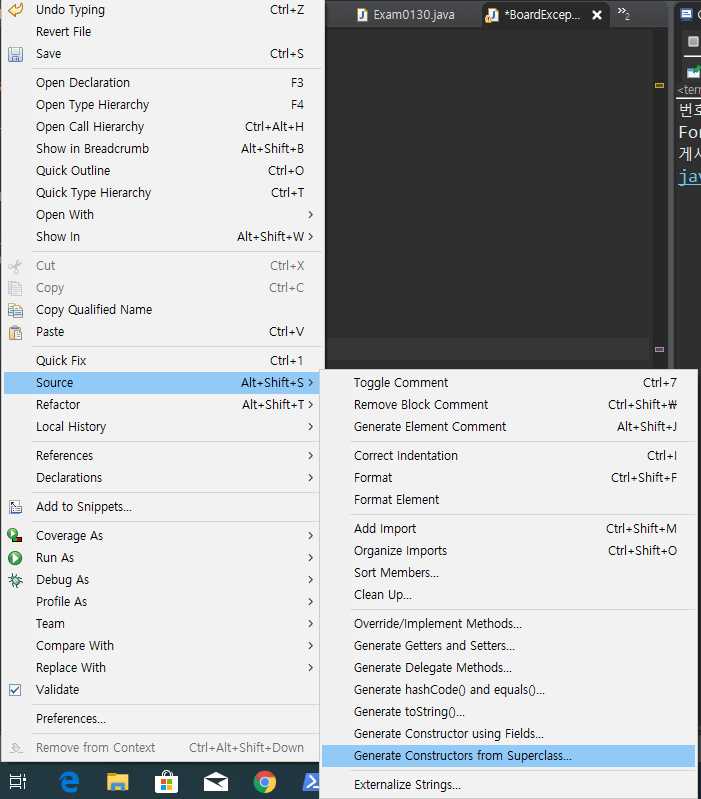 Undo Typing Ctrl+Z
Revert File
Save Ctrl+S
Open Declaration F3
Open Type Hierarchy F4
Open Call Hierarchy Ctrl+Alt+H
Show in Breadcrumb Alt+Shift+B
Quick Outline Ctrl+O
Quick Type Hierarchy Ctrl+T
Open With >
Show In Alt+Shift+W >
Cut Ctrl+X
Copy Ctrl+C
Copy Qualified Name
Paste Ctrl+V
Quick Fix Ctrl+1
Source Alt+Shift+S >
Refactor Alt+Shift+T >
Local History >
References >
Declarations >
Add to Snippets...
Coverage As >
Run As >
Debug As >
Profile As >
Team >
Compare With >
Replace With >
Validate
Preferences...
Remove from Context Ctrl+Alt+Shift+Down
Exam0130.java *BoardExcep... »2
<ter
번호
For
게시
jav
Toggle Comment Ctrl+7
Remove Block Comment Ctrl+Shift+₩
Generate Element Comment Alt+Shift+J
Correct Indentation Ctrl+I
Format Ctrl+Shift+F
Format Element
Add Import Ctrl+Shift+M
Organize Imports Ctrl+Shift+O
Sort Members...
Clean Up...
Override/Implement Methods...
Generate Getters and Setters...
Generate Delegate Methods...
Generate hashCode() and equals()...
Generate toString()...
Generate Constructor using Fields...
Generate Constructors from Superclass...
Externalize Strings...